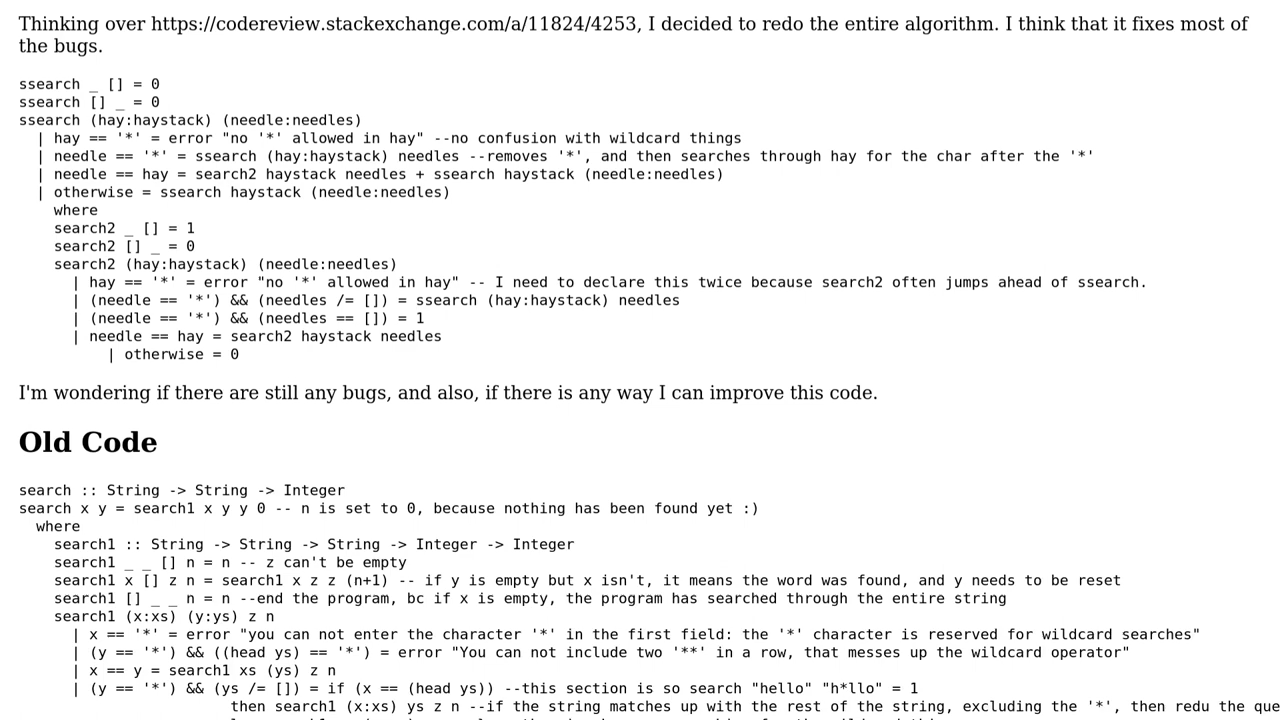 Thinking over https://codereview.stackexchange.com/a/11824/4253, I decided to redo the entire algorithm. I think that it fixes most of
the bugs.
ssearch _ [] = 0
ssearch [] _ = 0
ssearch (hay:haystack) (needle:needles)
  | hay == '*' = error "no '*' allowed in hay" --no confusion with wildcard things
  | needle == '*' = ssearch (hay:haystack) needles --removes '*', and then searches through hay for the char after the '*'
  | needle == hay = search2 haystack needles + ssearch haystack (needle:needles)
  | otherwise = ssearch haystack (needle:needles)
    where
    search2 _ [] = 1
    search2 [] _ = 0
    search2 (hay:haystack) (needle:needles)
      | hay == '*' = error "no '*' allowed in hay" -- I need to declare this twice because search2 often jumps ahead of ssearch.
      | (needle == '*') && (needles /= []) = ssearch (hay:haystack) needles
      | (needle == '*') && (needles == []) = 1
      | needle == hay = search2 haystack needles
          | otherwise = 0
I'm wondering if there are still any bugs, and also, if there is any way I can improve this code.
Old Code
search :: String -> String -> Integer
search x y = search1 x y y 0 -- n is set to 0, because nothing has been found yet :)
  where
    search1 :: String -> String -> String -> Integer -> Integer
    search1 _ _ [] n = n -- z can't be empty
    search1 x [] z n = search1 x z z (n+1) -- if y is empty but x isn't, it means the word was found, and y needs to be reset
    search1 [] _ _ n = n --end the program, bc if x is empty, the program has searched through the entire string
    search1 (x:xs) (y:ys) z n
      | x == '*' = error "you can not enter the character '*' in the first field: the '*' character is reserved for wildcard searches"
      | (y == '*') && ((head ys) == '*') = error "You can not include two '**' in a row, that messes up the wildcard operator"
      | x == y = search1 xs (ys) z n
      | (y == '*') && (ys /= []) = if (x == (head ys)) --this section is so search "hello" "h*llo" = 1
                        then search1 (x:xs) ys z n --if the string matches up with the rest of the string, excluding the '*', then redu the que